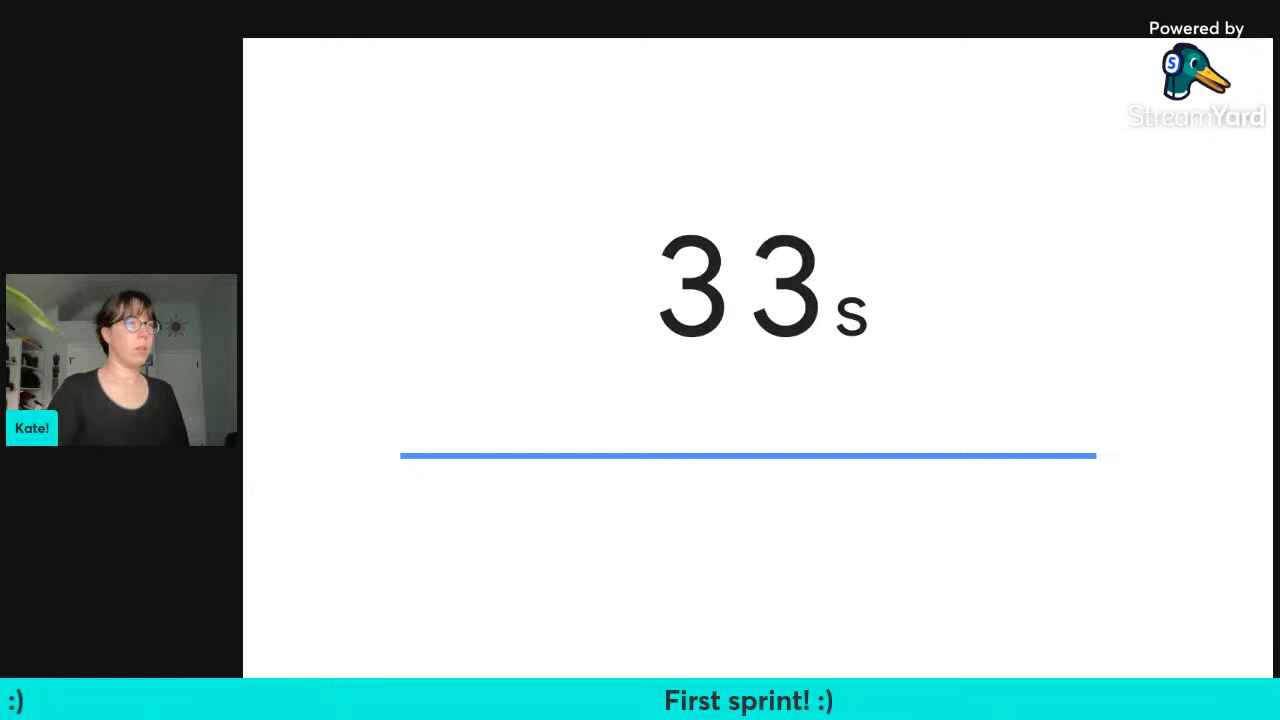 Powered by
S
StreamYard
33s
Kate!
:)
First sprint! :)